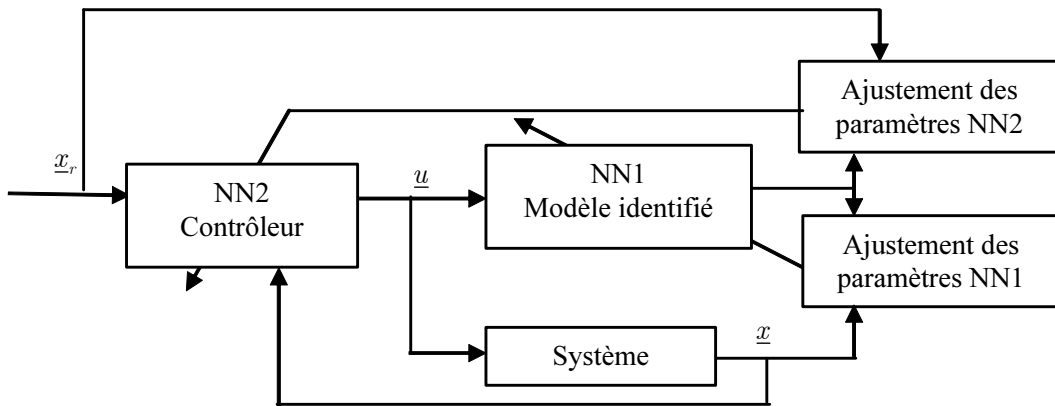 Ajustement des
paramètres NN2
x_r
NN2
Contrôleur
u
NN1
Modèle identifié
Ajustement des
paramètres NN1
Système
x